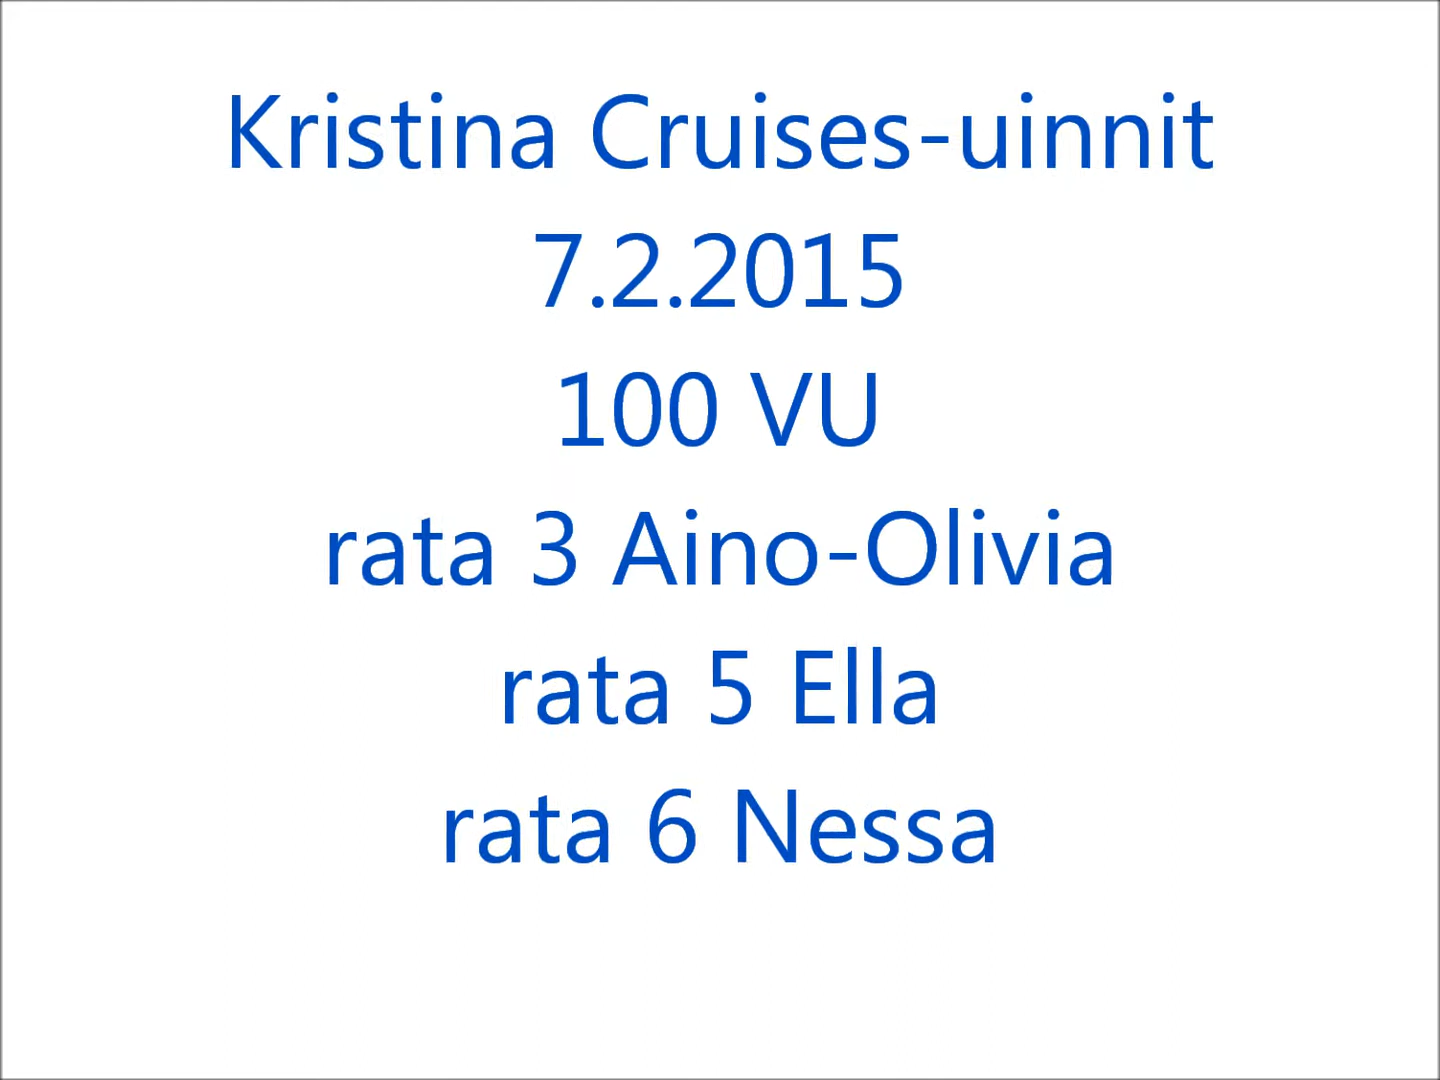 Kristina Cruises-uinnit
7.2.2015
100 VU
rata 3 Aino-Olivia
rata 5 Ella
rata 6 Nessa